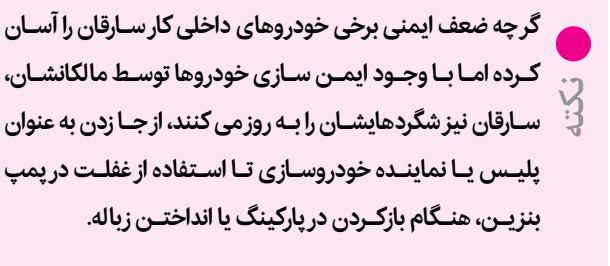 نکته
گرچه ضعف ایمنی برخی خودروهای داخلی کار سارقان را آسان
کرده اما با وجود ایمن سازی خودروها توسط مالکانشان،
سارقان نیز شگردهایشان را به روز می کنند، از جا زدن به عنوان
پلیس یا نماینده خودروسازی تا استفاده از غفلت در پمپ
بنزین، هنگام بازکردن در پارکینگ یا انداختن زباله.